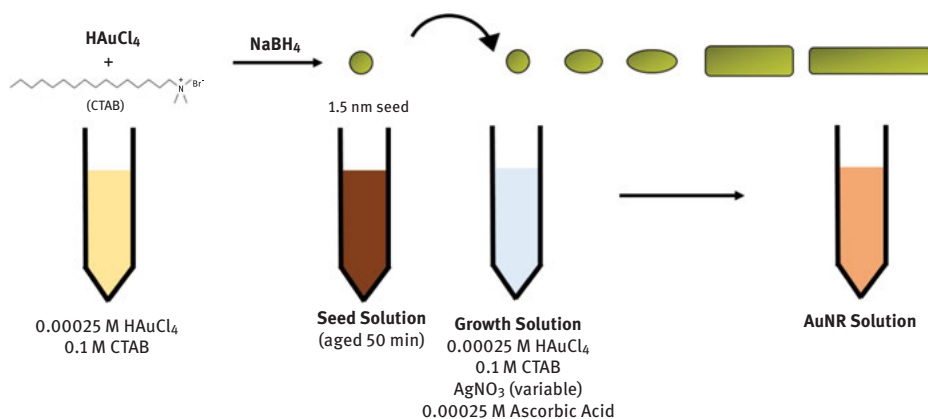 HAuCl₄
+
N
+
Br⁻
(CTAB)
NaBH₄
1.5 nm seed
0.00025 M HAuCl₄
0.1 M CTAB
Seed Solution
(aged 50 min)
Growth Solution
0.00025 M HAuCl₄
0.1 M CTAB
AgNO₃ (variable)
0.00025 M Ascorbic Acid
AuNR Solution